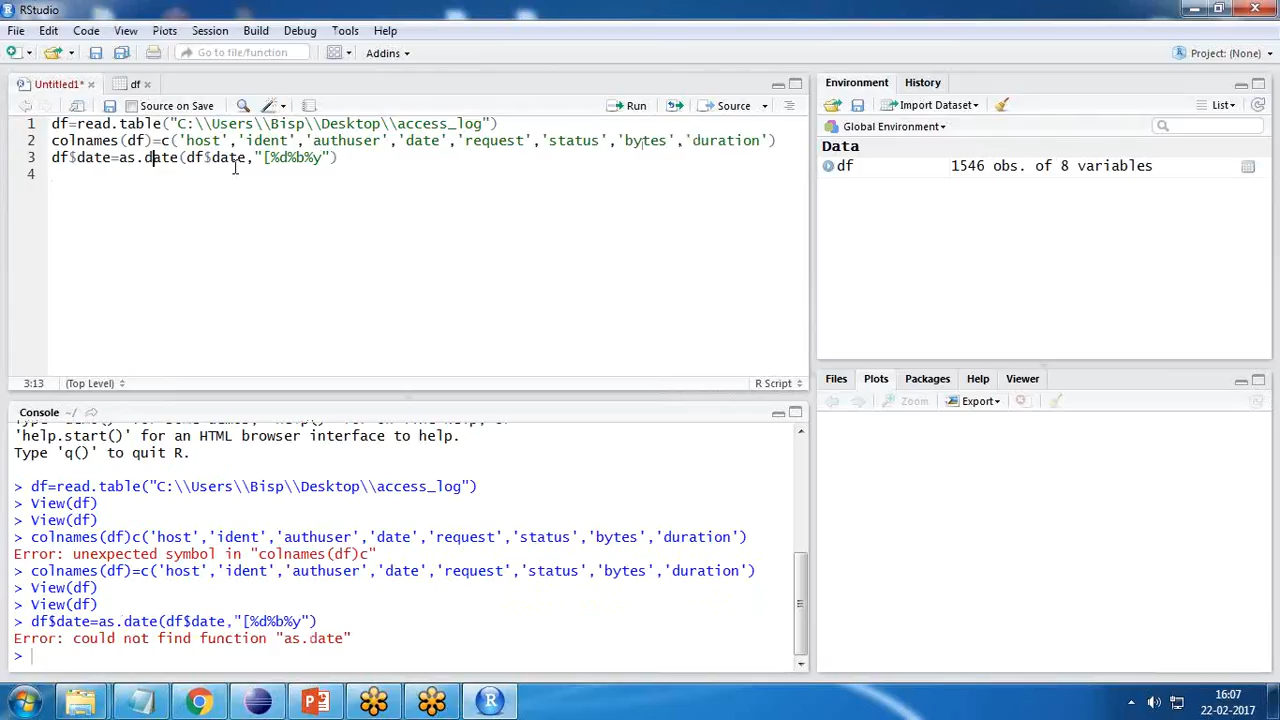 RStudio
File Edit Code View Plots Session Build Debug Tools Help
Go to file/function Addins Project: (None)
Untitled1* df
Source on Save Run Source
1 df=read.table("C:\\Users\\Bisp\\Desktop\\access_log")
2 colnames(df)=c('host','ident','authuser','date','request','status','bytes','duration')
3 df$date=as.date(df$date,"[%d%b%y")
4
3:13 (Top Level) R Script
Console ~/
'help.start()' for an HTML browser interface to help.
Type 'q()' to quit R.
> df=read.table("C:\\Users\\Bisp\\Desktop\\access_log")
> View(df)
> View(df)
> colnames(df)c('host','ident','authuser','date','request','status','bytes','duration')
Error: unexpected symbol in "colnames(df)c"
> colnames(df)=c('host','ident','authuser','date','request','status','bytes','duration')
> View(df)
> View(df)
> df$date=as.date(df$date,"[%d%b%y")
Error: could not find function "as.date"
>
Environment History
Import Dataset List
Global Environment
Data
df 1546 obs. of 8 variables
Files Plots Packages Help Viewer
Zoom Export
16:07
22-02-2017